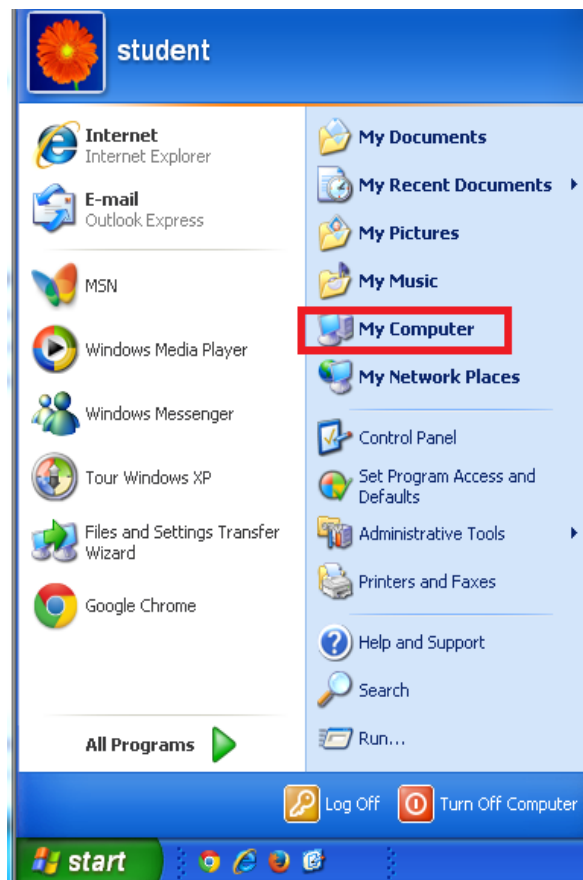 student
Internet
Internet Explorer
E-mail
Outlook Express
MSN
Windows Media Player
Windows Messenger
Tour Windows XP
Files and Settings Transfer
Wizard
Google Chrome
All Programs
My Documents
My Recent Documents
My Pictures
My Music
My Computer
My Network Places
Control Panel
Set Program Access and
Defaults
Administrative Tools
Printers and Faxes
Help and Support
Search
Run...
Log Off
Turn Off Computer
start